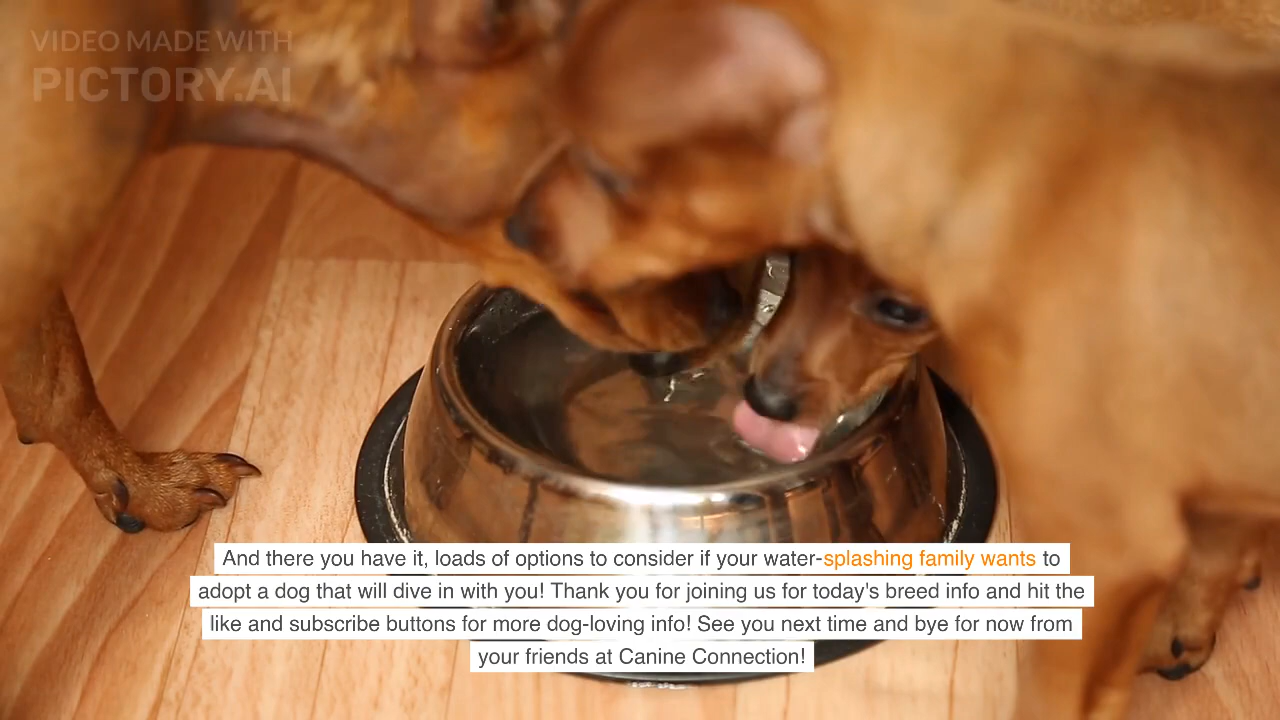 VIDEO MADE WITH
PICTORY.AI
And there you have it, loads of options to consider if your water-splashing family wants to
adopt a dog that will dive in with you! Thank you for joining us for today's breed info and hit the
like and subscribe buttons for more dog-loving info! See you next time and bye for now from
your friends at Canine Connection!